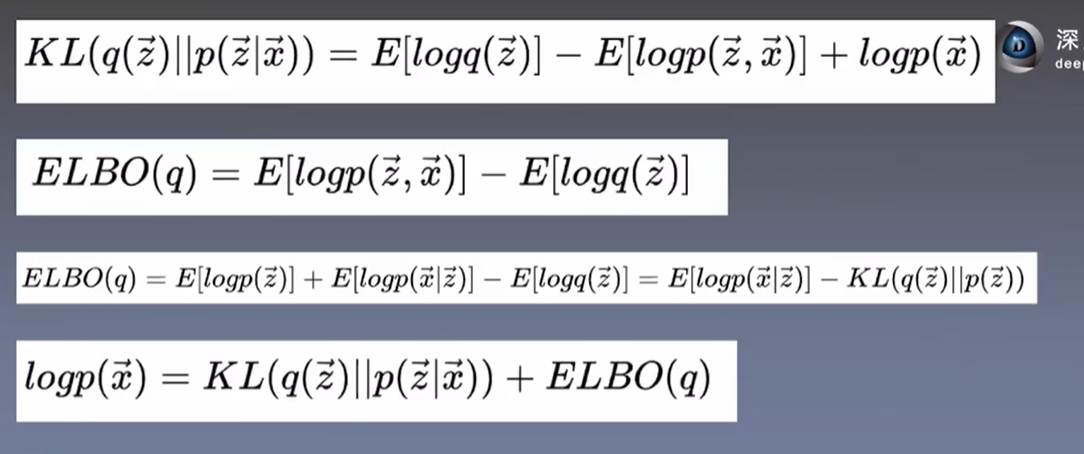 KL(q(\vec{z})||p(\vec{z}|\vec{x})) = E[logq(\vec{z})] − E[logp(\vec{z}, \vec{x})] + logp(\vec{x})
深
deep
ELBO(q) = E[logp(\vec{z}, \vec{x})] − E[logq(\vec{z})]
ELBO(q) = E[logp(\vec{z})] + E[logp(\vec{x}|\vec{z})] − E[logq(\vec{z})] = E[logp(\vec{x}|\vec{z})] − KL(q(\vec{z})||p(\vec{z}))
logp(\vec{x}) = KL(q(\vec{z})||p(\vec{z}|\vec{x})) + ELBO(q)